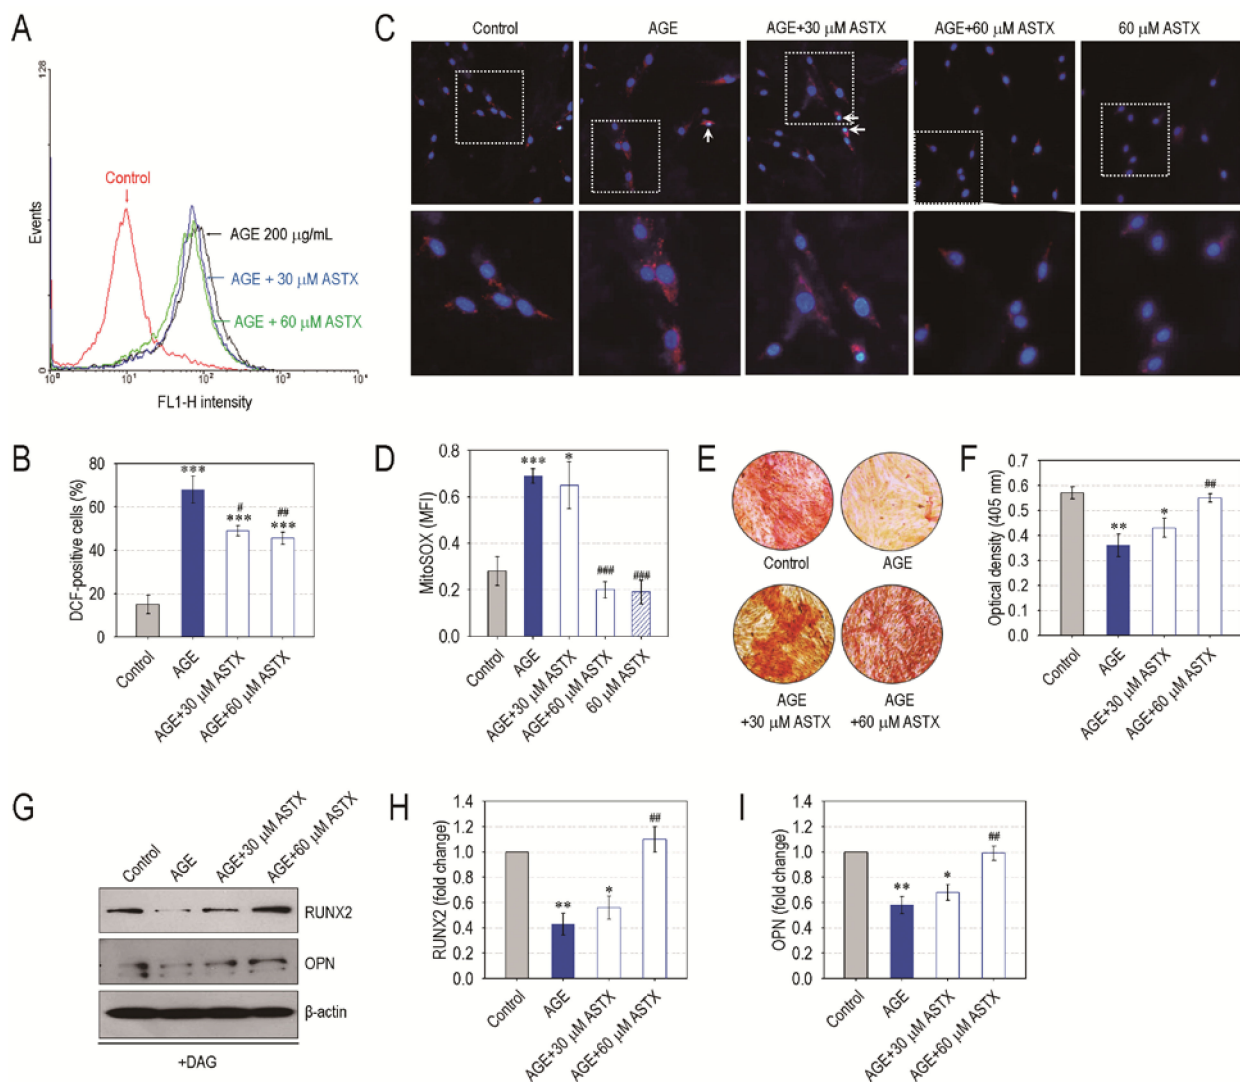 A
128
Events
0
Control
AGE 200 μg/mL
AGE + 30 μM ASTX
AGE + 60 μM ASTX
10⁰ 10¹ 10² 10³ 10⁴
FL1-H intensity
C
Control AGE AGE+30 μM ASTX AGE+60 μM ASTX 60 μM ASTX
B
DCF-positive cells (%)
80
60
40
20
0
***
#
***
##
***
Control AGE AGE+30 μM ASTX AGE+60 μM ASTX
D
MitoSOX (MFI)
0.8
0.6
0.4
0.2
0.0
*** *
### ###
Control AGE AGE+30 μM ASTX AGE+60 μM ASTX 60 μM ASTX
E
Control AGE
AGE
+30 μM ASTX
AGE
+60 μM ASTX
F
Optical density (405 nm)
0.7
0.6
0.5
0.4
0.3
0.2
0.1
0.0
** * ##
Control AGE AGE+30 μM ASTX AGE+60 μM ASTX
G
Control AGE AGE+30 μM ASTX AGE+60 μM ASTX
RUNX2
OPN
β-actin
+DAG
H
RUNX2 (fold change)
1.4
1.2
1.0
0.8
0.6
0.4
0.2
0.0
** * ##
Control AGE AGE+30 μM ASTX AGE+60 μM ASTX
I
OPN (fold change)
1.4
1.2
1.0
0.8
0.6
0.4
0.2
0.0
** * ##
Control AGE AGE+30 μM ASTX AGE+60 μM ASTX